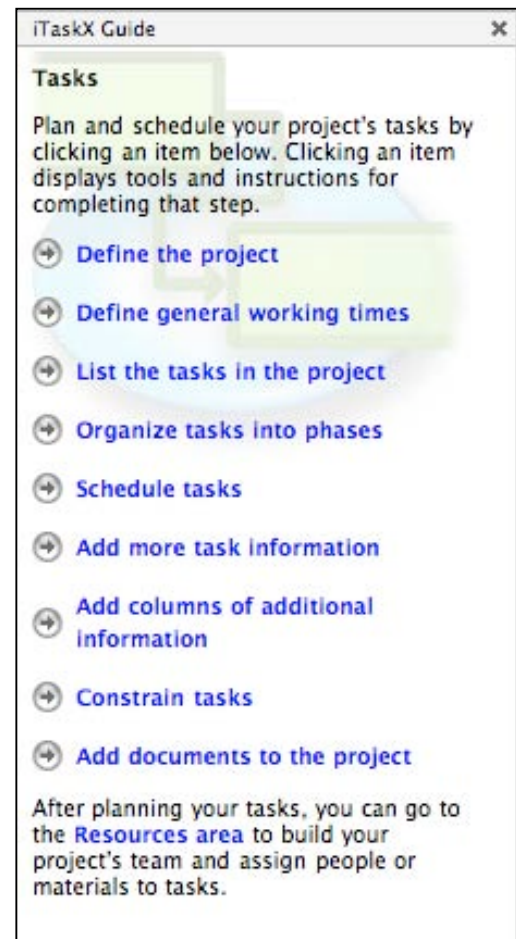 iTaskX Guide
Tasks
Plan and schedule your project's tasks by
clicking an item below. Clicking an item
displays tools and instructions for
completing that step.
Define the project
Define general working times
List the tasks in the project
Organize tasks into phases
Schedule tasks
Add more task information
Add columns of additional
information
Constrain tasks
Add documents to the project
After planning your tasks, you can go to
the Resources area to build your
project's team and assign people or
materials to tasks.